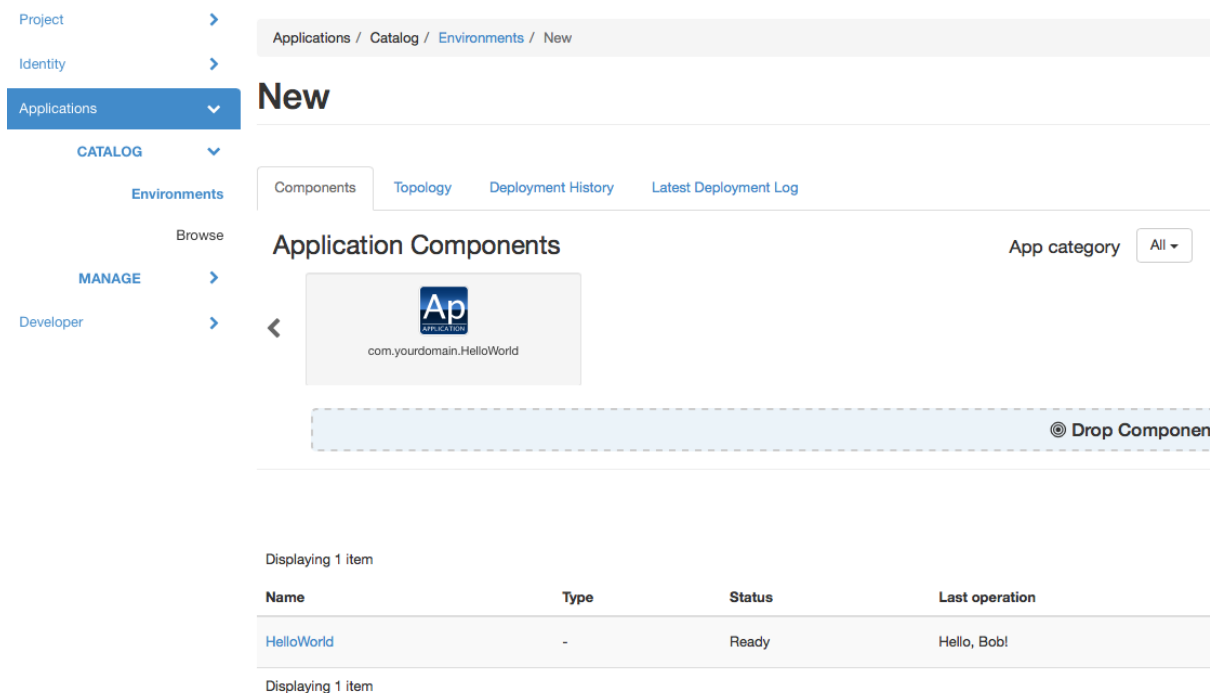 Project
Identity
Applications
CATALOG
Environments
Browse
MANAGE
Developer
Applications / Catalog / Environments / New
New
Components Topology Deployment History Latest Deployment Log
Application Components App category All
Ap
APPLICATION
com.yourdomain.HelloWorld
Drop Componen
Displaying 1 item
Name Type Status Last operation
HelloWorld - Ready Hello, Bob!
Displaying 1 item